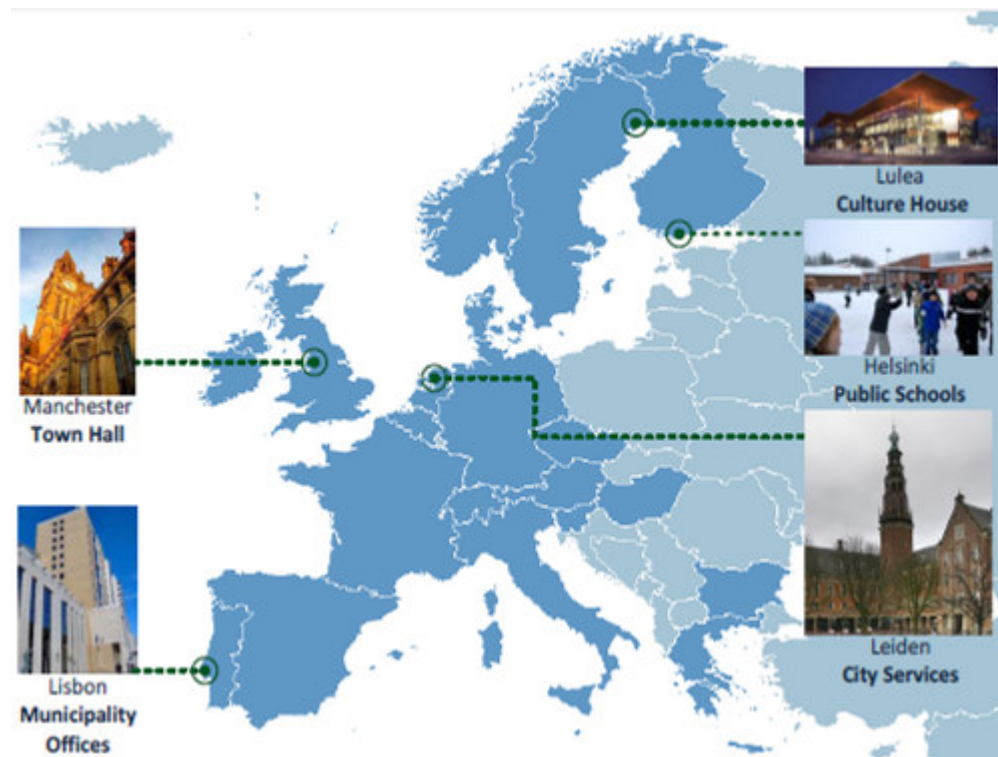 Lulea
Culture House
Helsinki
Public Schools
Manchester
Town Hall
Leiden
City Services
Lisbon
Municipality
Offices